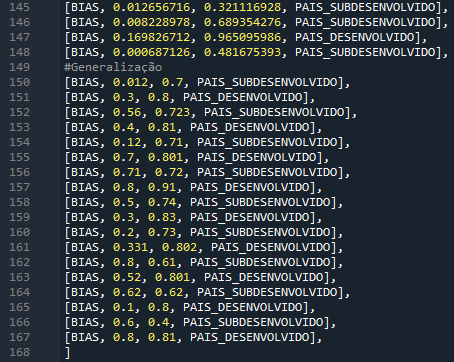 145 [BIAS, 0.012656716, 0.321116928, PAIS_SUBDESENVOLVIDO],
146 [BIAS, 0.008228978, 0.689354276, PAIS_SUBDESENVOLVIDO],
147 [BIAS, 0.169826712, 0.965095986, PAIS_DESENVOLVIDO],
148 [BIAS, 0.000687126, 0.481675393, PAIS_SUBDESENVOLVIDO],
149 #Generalização
150 [BIAS, 0.012, 0.7, PAIS_SUBDESENVOLVIDO],
151 [BIAS, 0.3, 0.8, PAIS_DESENVOLVIDO],
152 [BIAS, 0.56, 0.723, PAIS_SUBDESENVOLVIDO],
153 [BIAS, 0.4, 0.81, PAIS_DESENVOLVIDO],
154 [BIAS, 0.12, 0.71, PAIS_SUBDESENVOLVIDO],
155 [BIAS, 0.7, 0.801, PAIS_DESENVOLVIDO],
156 [BIAS, 0.71, 0.72, PAIS_SUBDESENVOLVIDO],
157 [BIAS, 0.8, 0.91, PAIS_DESENVOLVIDO],
158 [BIAS, 0.5, 0.74, PAIS_SUBDESENVOLVIDO],
159 [BIAS, 0.3, 0.83, PAIS_DESENVOLVIDO],
160 [BIAS, 0.2, 0.73, PAIS_SUBDESENVOLVIDO],
161 [BIAS, 0.331, 0.802, PAIS_DESENVOLVIDO],
162 [BIAS, 0.8, 0.61, PAIS_SUBDESENVOLVIDO],
163 [BIAS, 0.52, 0.801, PAIS_DESENVOLVIDO],
164 [BIAS, 0.62, 0.62, PAIS_SUBDESENVOLVIDO],
165 [BIAS, 0.1, 0.8, PAIS_DESENVOLVIDO],
166 [BIAS, 0.6, 0.4, PAIS_SUBDESENVOLVIDO],
167 [BIAS, 0.8, 0.81, PAIS_DESENVOLVIDO],
168 ]